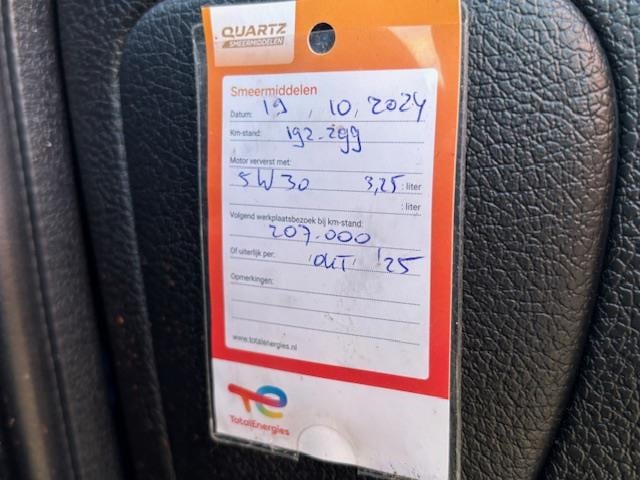 QUARTZ
SMEERMIDDELEN
Smeermiddelen
Datum: 19, 10, 2024
Km-stand: 192.299
Motor ververst met:
5W30 3,25 : liter
: liter
Volgend werkplaatsbezoek bij km-stand:
207.000
Of uiterlijk per: OKT '25
Opmerkingen:
www.totalenergies.nl
TotalEnergies